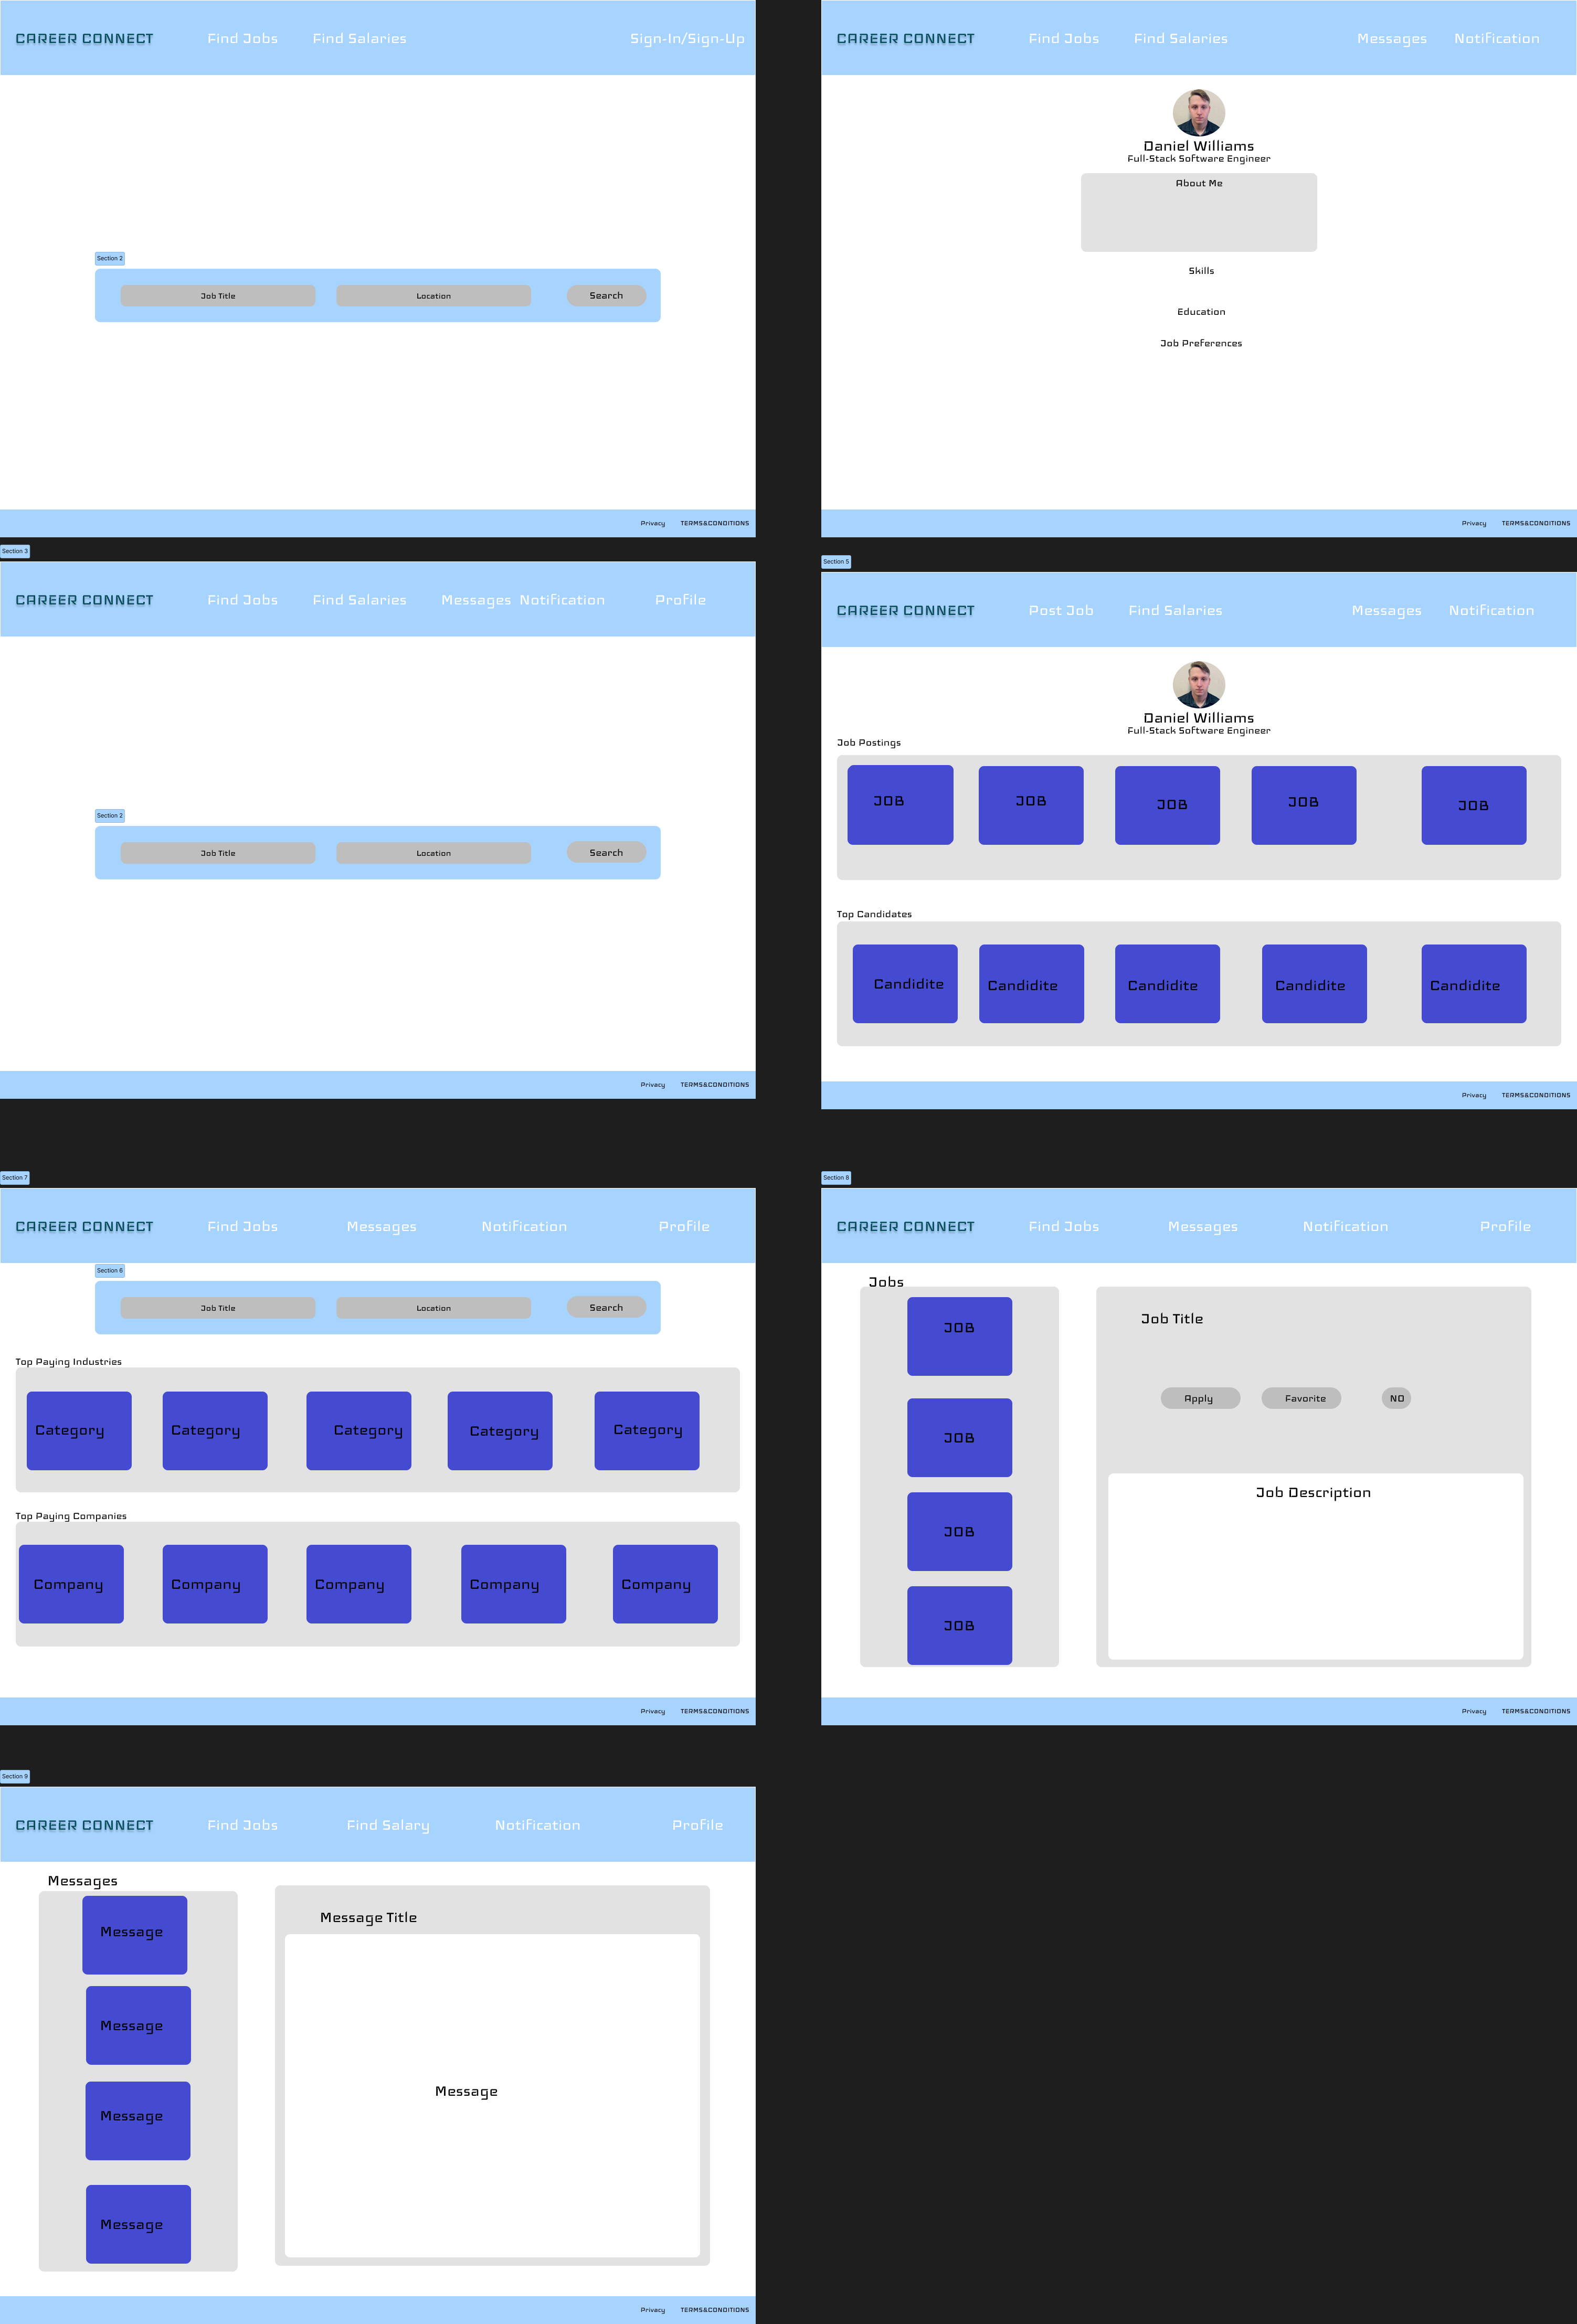 CAREER CONNECT Find Jobs Find Salaries Sign-In/Sign-Up
Section 2
Job Title Location Search
Privacy TERMS&CONDITIONS
CAREER CONNECT Find Jobs Find Salaries Messages Notification
Daniel Williams
Full-Stack Software Engineer
About Me
Skills
Education
Job Preferences
Privacy TERMS&CONDITIONS
Section 3
CAREER CONNECT Find Jobs Find Salaries Messages Notification Profile
Section 2
Job Title Location Search
Privacy TERMS&CONDITIONS
Section 5
CAREER CONNECT Post Job Find Salaries Messages Notification
Daniel Williams
Full-Stack Software Engineer
Job Postings
JOB JOB JOB JOB JOB
Top Candidates
Candidite Candidite Candidite Candidite Candidite
Privacy TERMS&CONDITIONS
Section 7
CAREER CONNECT Find Jobs Messages Notification Profile
Section 6
Job Title Location Search
Top Paying Industries
Category Category Category Category Category
Top Paying Companies
Company Company Company Company Company
Privacy TERMS&CONDITIONS
Section 8
CAREER CONNECT Find Jobs Messages Notification Profile
Jobs
JOB
JOB
JOB
JOB
Job Title
Apply Favorite NO
Job Description
Privacy TERMS&CONDITIONS
Section 9
CAREER CONNECT Find Jobs Find Salary Notification Profile
Messages
Message
Message
Message
Message
Message Title
Message
Privacy TERMS&CONDITIONS